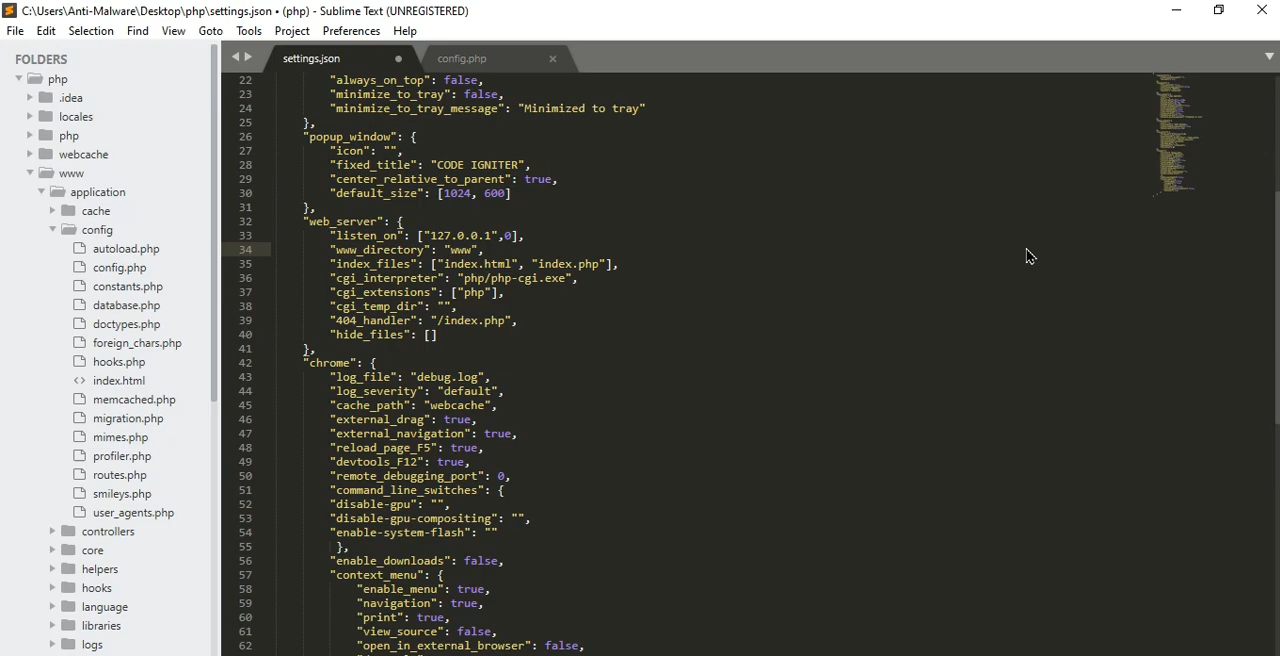 C:\Users\Anti-Malware\Desktop\php\settings.json • (php) - Sublime Text (UNREGISTERED)
File Edit Selection Find View Goto Tools Project Preferences Help
FOLDERS
php
.idea
locales
php
webcache
www
application
cache
config
autoload.php
config.php
constants.php
database.php
doctypes.php
foreign_chars.php
hooks.php
index.html
memcached.php
migration.php
mimes.php
profiler.php
routes.php
smileys.php
user_agents.php
controllers
core
helpers
hooks
language
libraries
logs
settings.json
config.php
22 "always_on_top": false,
23 "minimize_to_tray": false,
24 "minimize_to_tray_message": "Minimized to tray"
25 },
26 "popup_window": {
27 "icon": "",
28 "fixed_title": "CODE IGNITER",
29 "center_relative_to_parent": true,
30 "default_size": [1024, 600]
31 },
32 "web_server": {
33 "listen_on": ["127.0.0.1",0],
34 "www_directory": "www",
35 "index_files": ["index.html", "index.php"],
36 "cgi_interpreter": "php/php-cgi.exe",
37 "cgi_extensions": ["php"],
38 "cgi_temp_dir": "",
39 "404_handler": "/index.php",
40 "hide_files": []
41 },
42 "chrome": {
43 "log_file": "debug.log",
44 "log_severity": "default",
45 "cache_path": "webcache",
46 "external_drag": true,
47 "external_navigation": true,
48 "reload_page_F5": true,
49 "devtools_F12": true,
50 "remote_debugging_port": 0,
51 "command_line_switches": {
52 "disable-gpu": "",
53 "disable-gpu-compositing": "",
54 "enable-system-flash": ""
55 },
56 "enable_downloads": false,
57 "context_menu": {
58 "enable_menu": true,
59 "navigation": true,
60 "print": true,
61 "view_source": false,
62 "open_in_external_browser": false,